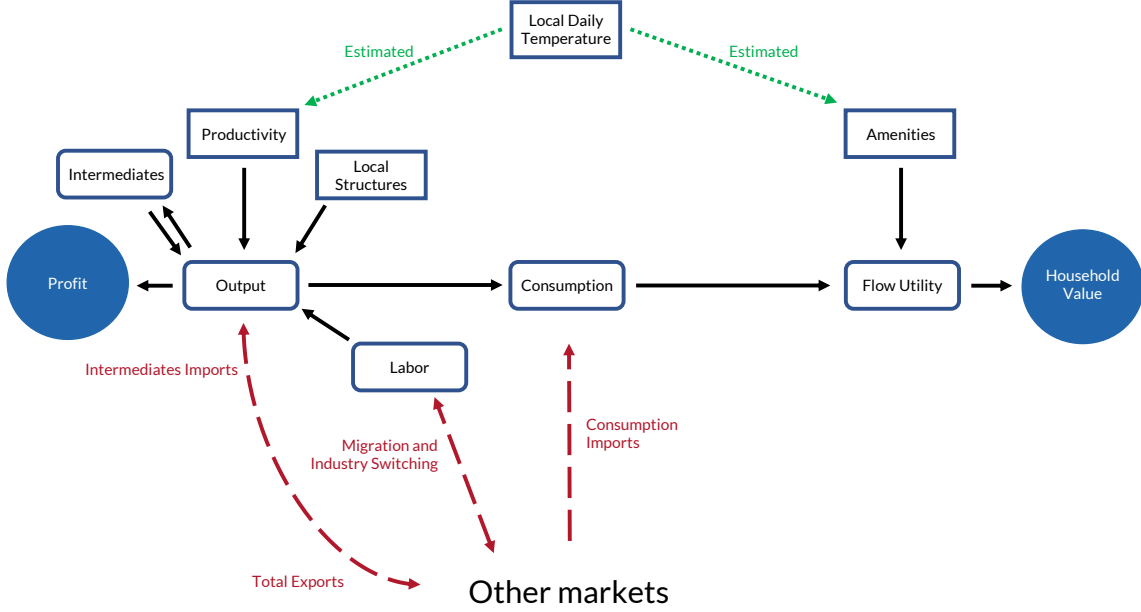 Local Daily
Temperature
Estimated
Estimated
Productivity
Amenities
Intermediates
Local
Structures
Profit
Output
Consumption
Flow Utility
Household
Value
Intermediates Imports
Labor
Consumption
Imports
Migration and
Industry Switching
Total Exports
Other markets